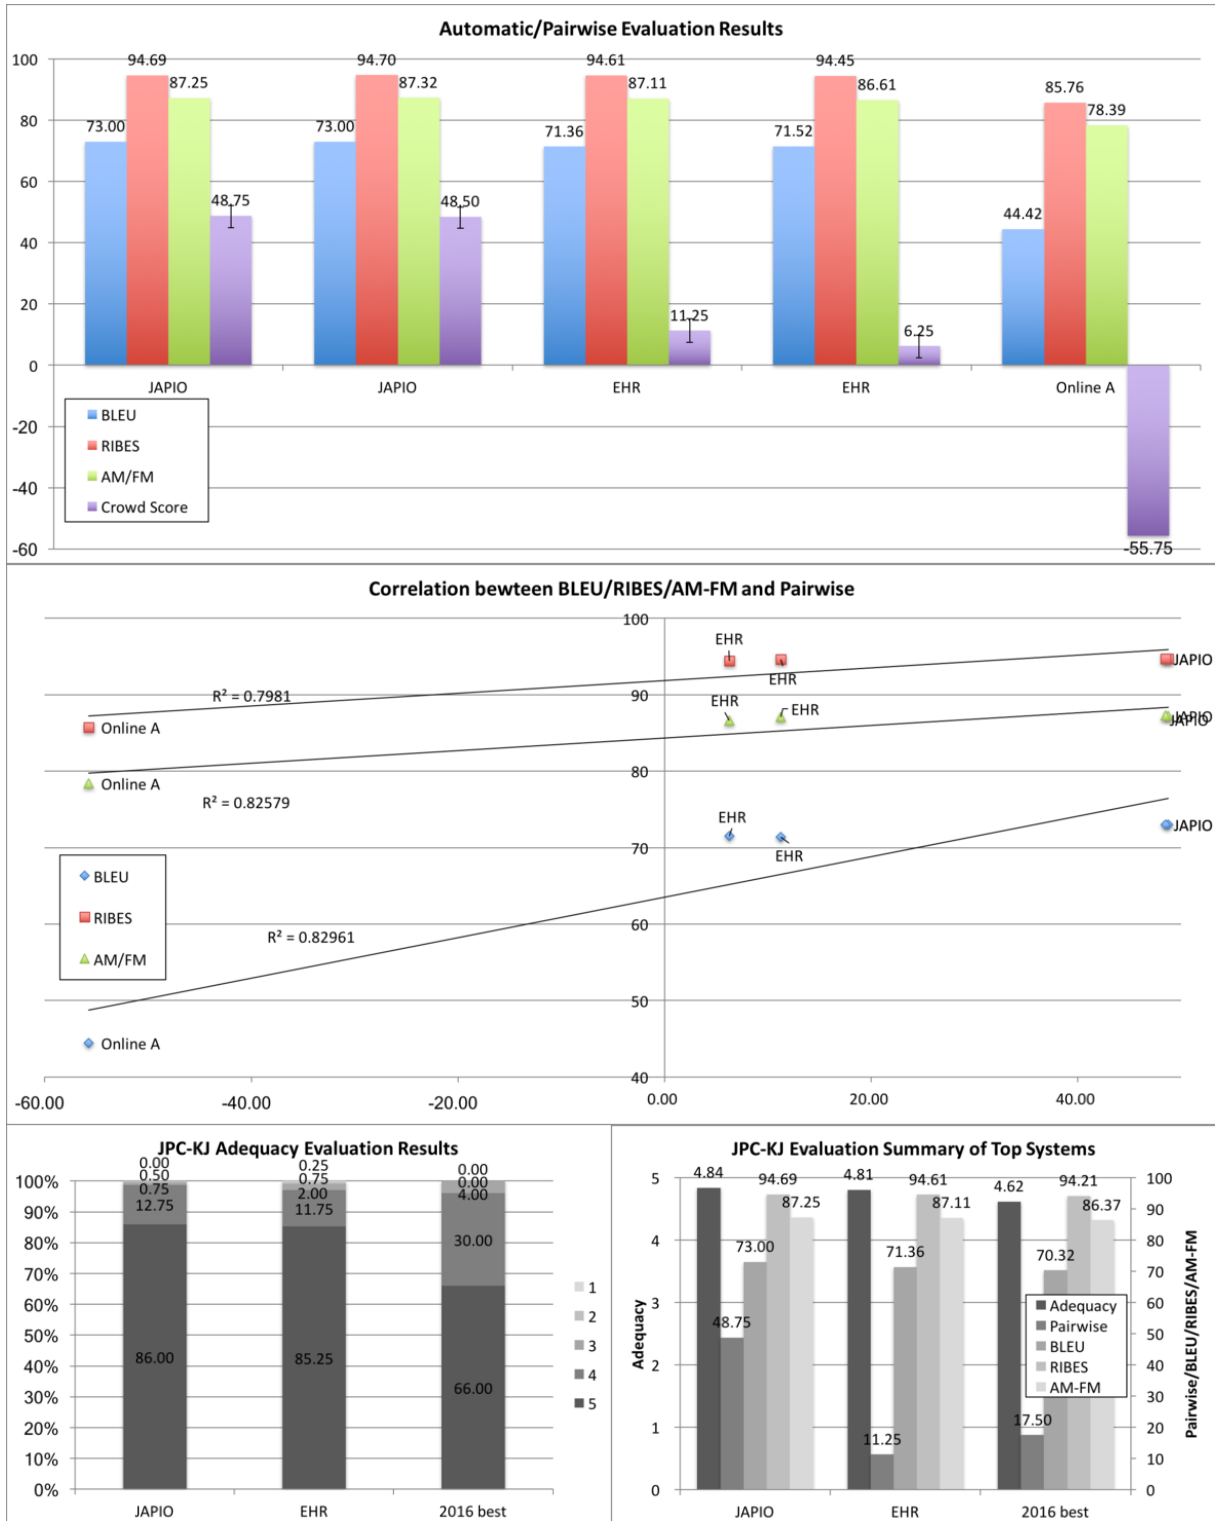 Automatic/Pairwise Evaluation Results
100
80
60
40
20
0
-20
-40
-60
73.00 94.69 87.25 48.75
73.00 94.70 87.32 48.50
71.36 94.61 87.11 11.25
71.52 94.45 86.61 6.25
44.42 85.76 78.39 -55.75
JAPIO JAPIO EHR EHR Online A
BLEU
RIBES
AM/FM
Crowd Score
Correlation bewteen BLEU/RIBES/AM-FM and Pairwise
100
90
80
70
60
50
40
EHR
EHR
JAPIO
R² = 0.7981
Online A
EHR
EHR
JAPIO
JAPIO
Online A
R² = 0.82579
EHR
EHR
JAPIO
R² = 0.82961
Online A
BLEU
RIBES
AM/FM
-60.00 -40.00 -20.00 0.00 20.00 40.00
JPC-KJ Adequacy Evaluation Results
100%
90%
80%
70%
60%
50%
40%
30%
20%
10%
0%
0.00 0.25 0.00
0.50 0.75 0.00
0.75 2.00 4.00
12.75 11.75 30.00
86.00 85.25 66.00
JAPIO EHR 2016 best
1
2
3
4
5
JPC-KJ Evaluation Summary of Top Systems
Adequacy
5
4
3
2
1
0
4.84 48.75 73.00 94.69 87.25
4.81 11.25 71.36 94.61 87.11
4.62 17.50 70.32 94.21 86.37
JAPIO EHR 2016 best
Adequacy
Pairwise
BLEU
RIBES
AM-FM
100
90
80
70
60
50
40
30
20
10
0
Pairwise/BLEU/RIBES/AM-FM